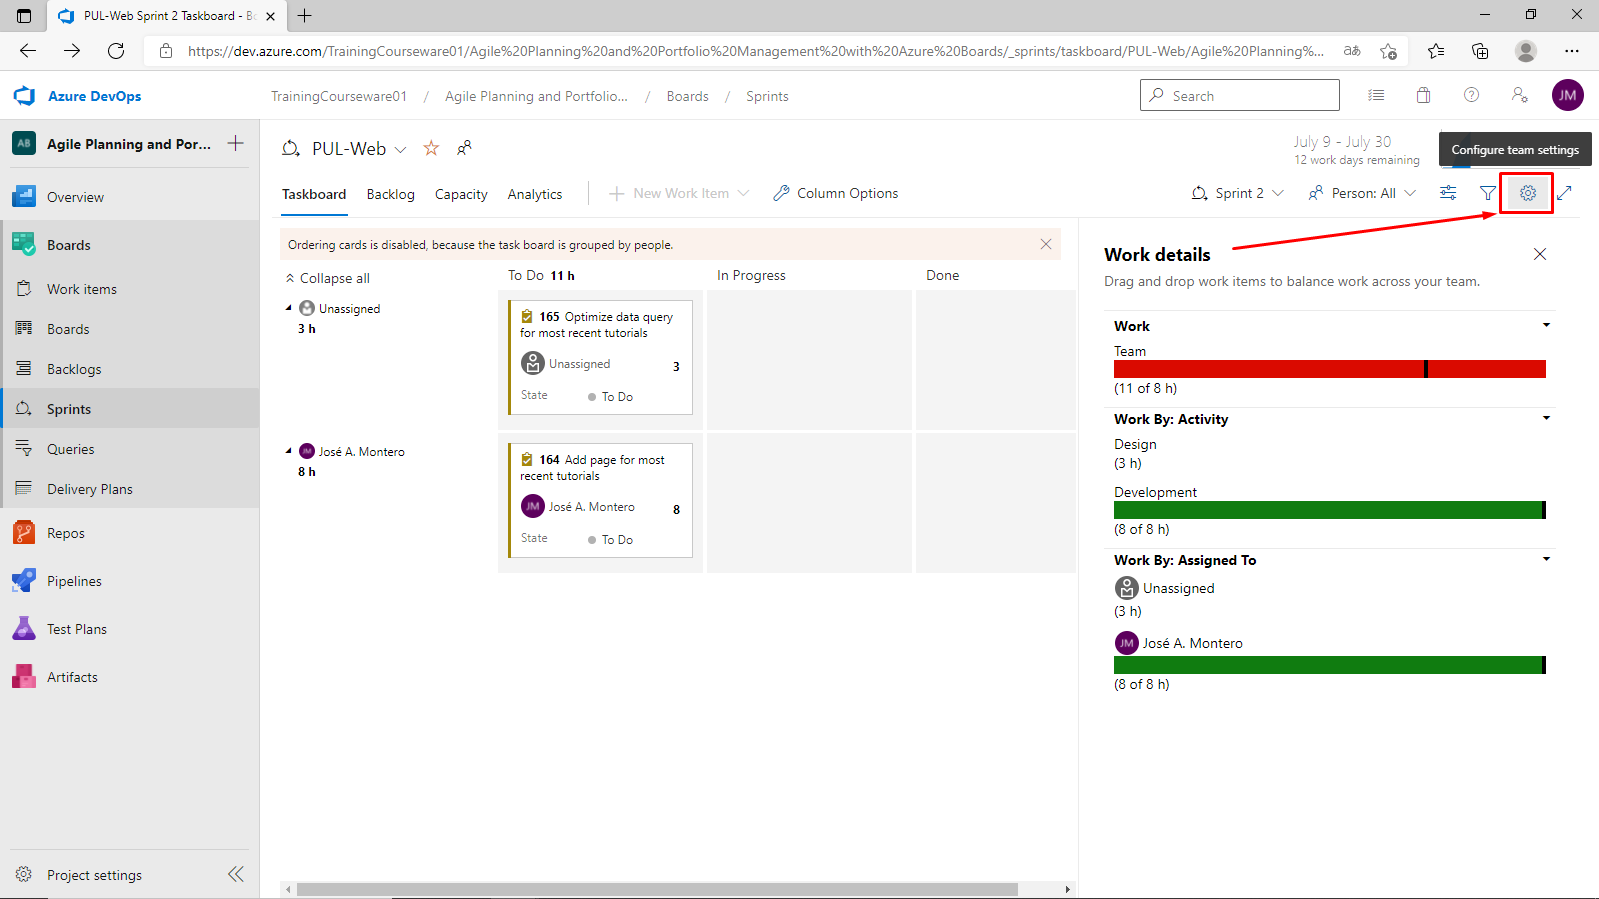 PUL-Web Sprint 2 Taskboard - Bo
https://dev.azure.com/TrainingCourseware01/Agile%20Planning%20and%20Portfolio%20Management%20with%20Azure%20Boards/_sprints/taskboard/PUL-Web/Agile%20Planning%...
Azure DevOps
TrainingCourseware01 / Agile Planning and Portfolio... / Boards / Sprints
Search
JM
AB Agile Planning and Por...
Overview
Boards
Work items
Boards
Backlogs
Sprints
Queries
Delivery Plans
Repos
Pipelines
Test Plans
Artifacts
Project settings
PUL-Web
July 9 - July 30
12 work days remaining
Configure team settings
Taskboard Backlog Capacity Analytics New Work Item Column Options
Sprint 2 Person: All
Ordering cards is disabled, because the task board is grouped by people.
Collapse all
To Do 11 h
In Progress
Done
Unassigned
3 h
165 Optimize data query
for most recent tutorials
Unassigned 3
State To Do
JM José A. Montero
8 h
164 Add page for most
recent tutorials
JM José A. Montero 8
State To Do
Work details
Drag and drop work items to balance work across your team.
Work
Team
(11 of 8 h)
Work By: Activity
Design
(3 h)
Development
(8 of 8 h)
Work By: Assigned To
Unassigned
(3 h)
JM José A. Montero
(8 of 8 h)